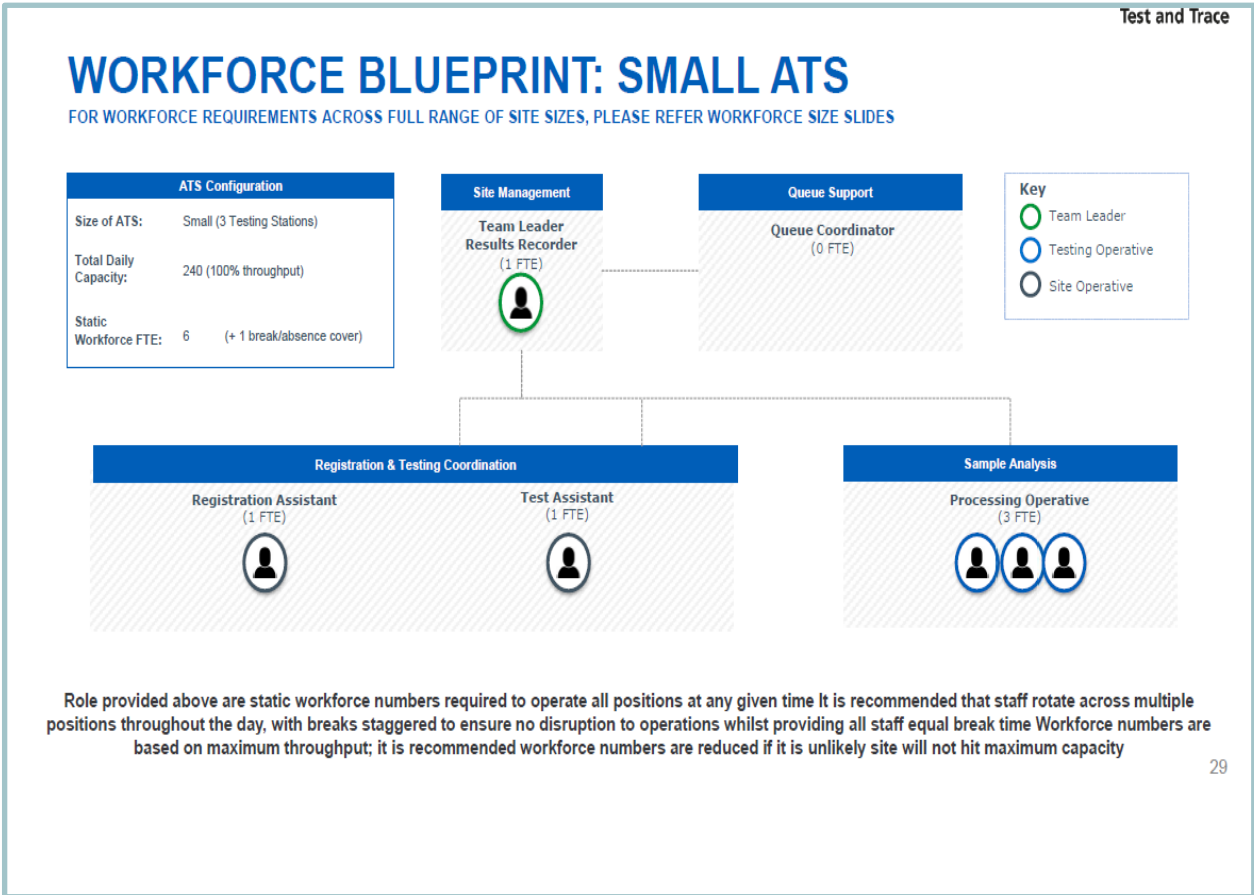 Test and Trace
WORKFORCE BLUEPRINT: SMALL ATS
FOR WORKFORCE REQUIREMENTS ACROSS FULL RANGE OF SITE SIZES, PLEASE REFER WORKFORCE SIZE SLIDES
ATS Configuration
Size of ATS: Small (3 Testing Stations)
Total Daily
Capacity: 240 (100% throughput)
Static
Workforce FTE: 6 (+ 1 break/absence cover)
Site Management
Team Leader
Results Recorder
(1 FTE)
Queue Support
Queue Coordinator
(0 FTE)
Key
Team Leader
Testing Operative
Site Operative
Registration & Testing Coordination
Registration Assistant
(1 FTE)
Test Assistant
(1 FTE)
Sample Analysis
Processing Operative
(3 FTE)
Role provided above are static workforce numbers required to operate all positions at any given time It is recommended that staff rotate across multiple
positions throughout the day, with breaks staggered to ensure no disruption to operations whilst providing all staff equal break time Workforce numbers are
based on maximum throughput; it is recommended workforce numbers are reduced if it is unlikely site will not hit maximum capacity
29